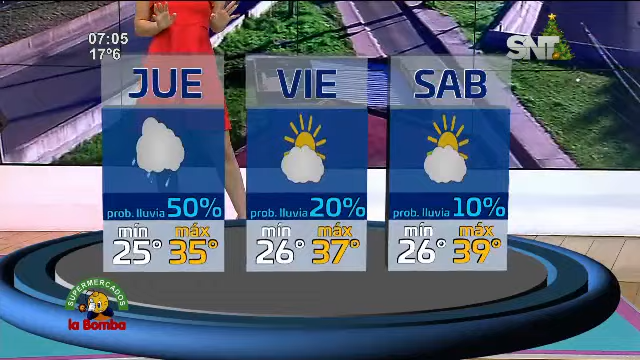 07:05
17°6
SNT
JUE
VIE
SAB
prob. lluvia 50%
prob. lluvia 20%
prob. lluvia 10%
mín máx
25° 35°
mín máx
26° 37°
mín máx
26° 39°
SUPERMERCADOS
la Bomba